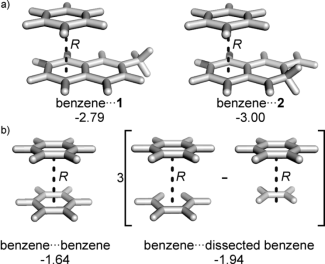 a)
R R
benzene···1 benzene···2
-2.79 -3.00
b)
R 3 R – R
benzene···benzene benzene···dissected benzene
-1.64 -1.94